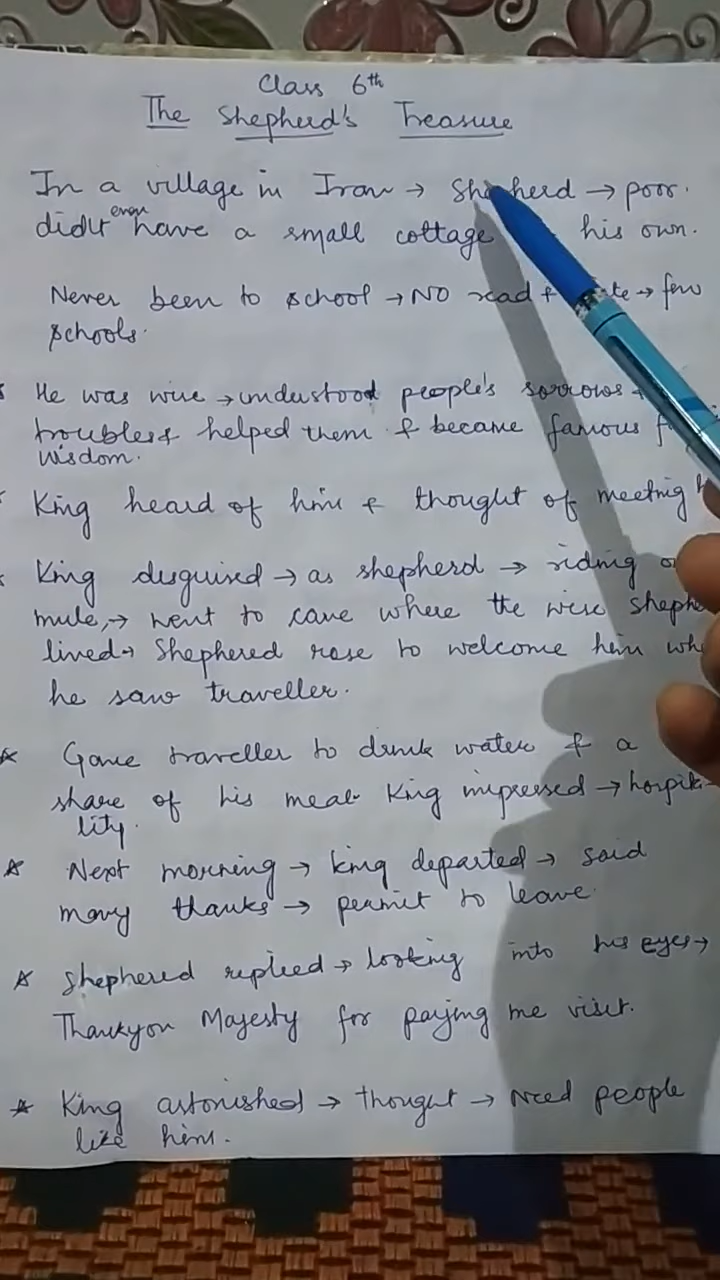 Class 6th
The Shepherd's Treasure
In a village in Iran → Shepherd → poor.
didn't even have a small cottage his own.
Never been to school → NO read + → few
schools.
He was wise → understood people's sorrows +
troubles & helped them & became famous
wisdom.
King heard of him & thought of meeting
King disguised → as shepherd → riding
mule, → went to cave where the wise
lived → Shephered rose to welcome him
he saw traveller.
Gave traveller to drink water & a
share of his meal King impressed → hospita-
lity.
Next morning → king departed → said
many thanks → permit to leave.
Shephered replied → looking into his eyes →
Thankyou Majesty for paying me visit.
King astonished → thought → Need people
like him.